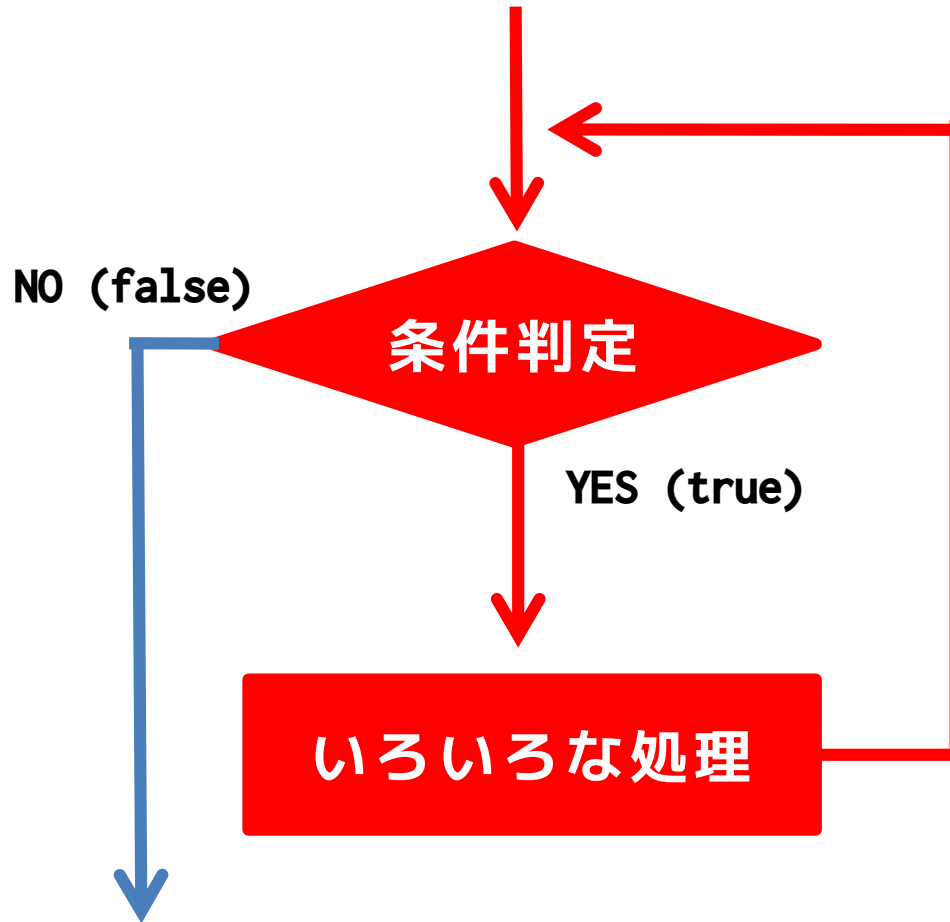 NO (false)
条件判定
YES (true)
いろいろな処理